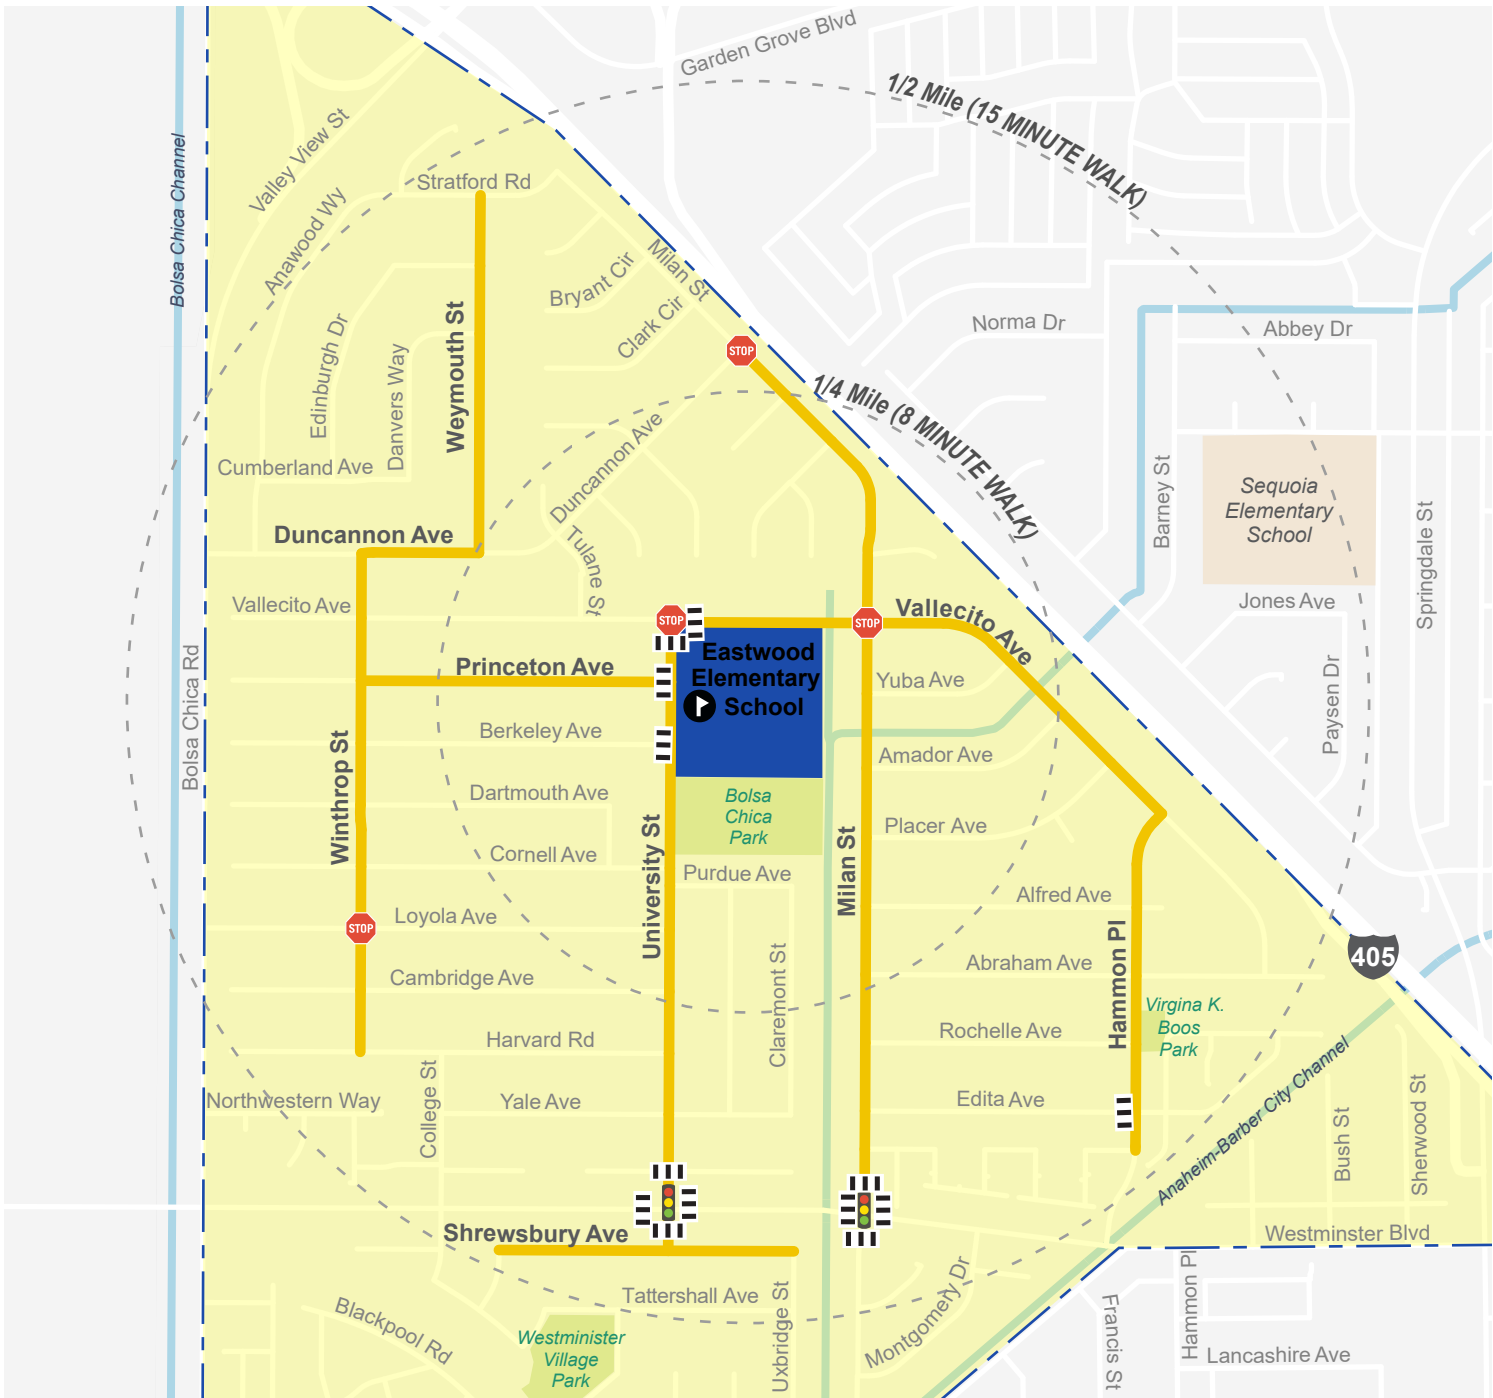 Garden Grove Blvd
1/2 Mile (15 MINUTE WALK)
Valley View St
Bolsa Chica Channel
Stratford Rd
Anawood Wy
Milan St
Bryant Cir
Clark Cir
Norma Dr
Abbey Dr
Edinburgh Dr
Danvers Way
Weymouth St
STOP
1/4 Mile (8 MINUTE WALK)
Cumberland Ave
Duncannon Ave
Barney St
Sequoia
Elementary
School
Springdale St
Duncannon Ave
Tulane St
Vallecito Ave
STOP
STOP
Vallecito Ave
Jones Ave
Bolsa Chica Rd
Princeton Ave
Eastwood
Elementary
School
Yuba Ave
Paysen Dr
Winthrop St
Berkeley Ave
Amador Ave
Dartmouth Ave
Bolsa
Chica
Park
University St
Milan St
Placer Ave
Cornell Ave
Purdue Ave
Alfred Ave
STOP
Loyola Ave
Claremont St
Hammon Pl
405
Cambridge Ave
Abraham Ave
Virgina K.
Boos
Park
Harvard Rd
Rochelle Ave
College St
Northwestern Way
Yale Ave
Edita Ave
Anaheim-Barber City Channel
Bush St
Sherwood St
Shrewsbury Ave
Westminster Blvd
Tattershall Ave
Uxbridge St
Montgomery Dr
Francis St
Hammon Pl
Blackpool Rd
Westminister
Village
Park
Lancashire Ave